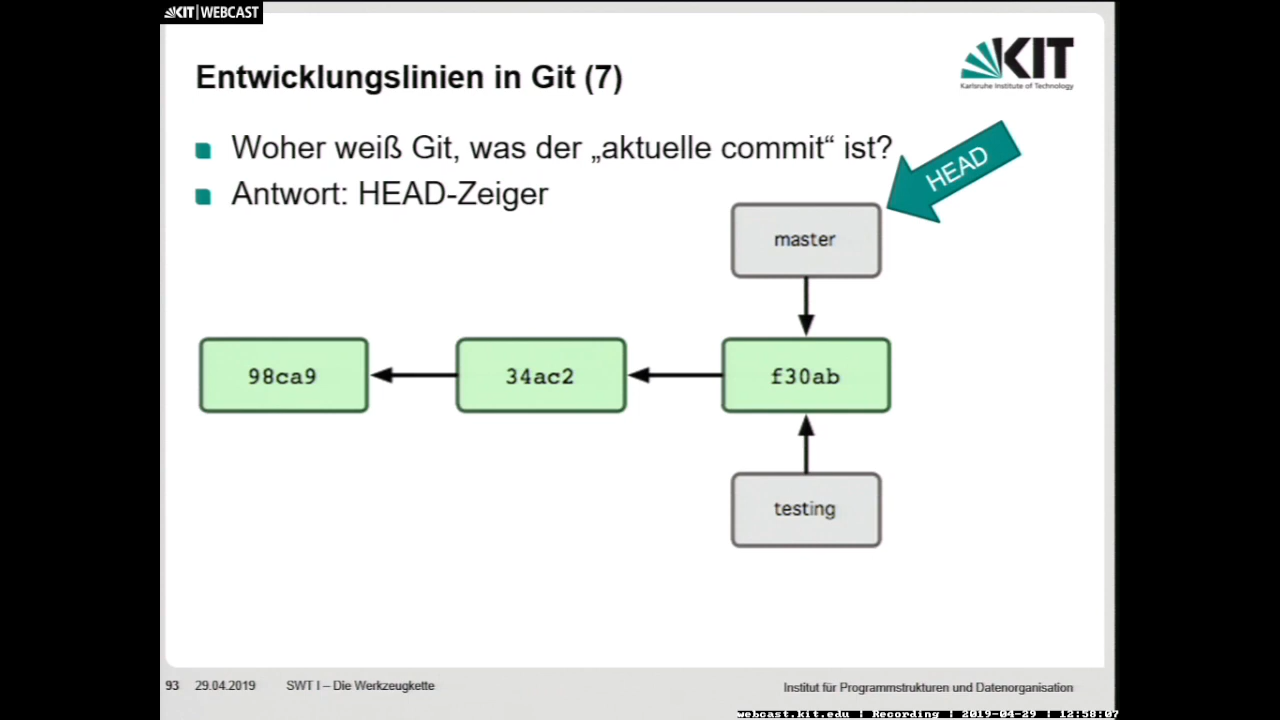 KIT | WEBCAST
Entwicklungslinien in Git (7)
KIT
Karlsruhe Institute of Technology
Woher weiß Git, was der „aktuelle commit“ ist?
HEAD
Antwort: HEAD-Zeiger
master
98ca9
34ac2
f30ab
testing
93 29.04.2019 SWT I – Die Werkzeugkette
Institut für Programmstrukturen und Datenorganisation
webcast.kit.edu | Recording | 2019-04-29 | 12:58:07